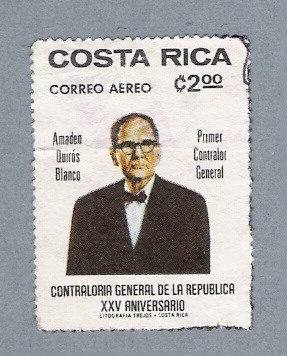 COSTA RICA
CORREO AEREO ₡2.00
Amadeo
Quirós
Blanco
Primer
Contralor
General
CONTRALORIA GENERAL DE LA REPUBLICA
XXV ANIVERSARIO
LITOGRAFIA TREJOS - COSTA RICA